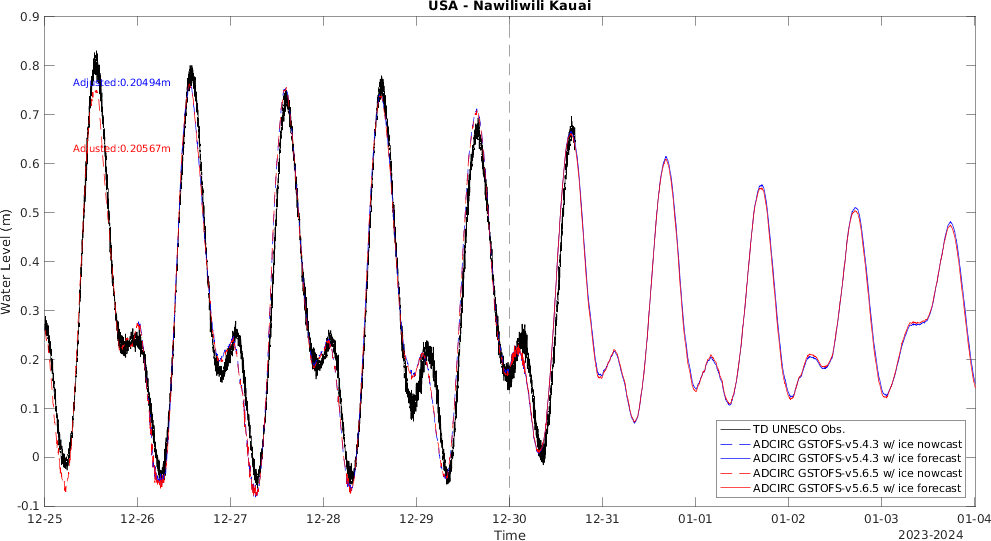 USA - Nawiliwili Kauai
0.9
0.8
0.7
0.6
0.5
0.4
0.3
0.2
0.1
0
-0.1
Water Level (m)
Adjusted:0.20494m
Adjusted:0.20567m
TD UNESCO Obs.
ADCIRC GSTOFS-v5.4.3 w/ ice nowcast
ADCIRC GSTOFS-v5.4.3 w/ ice forecast
ADCIRC GSTOFS-v5.6.5 w/ ice nowcast
ADCIRC GSTOFS-v5.6.5 w/ ice forecast
12-25 12-26 12-27 12-28 12-29 12-30 12-31 01-01 01-02 01-03 01-04
Time
2023-2024